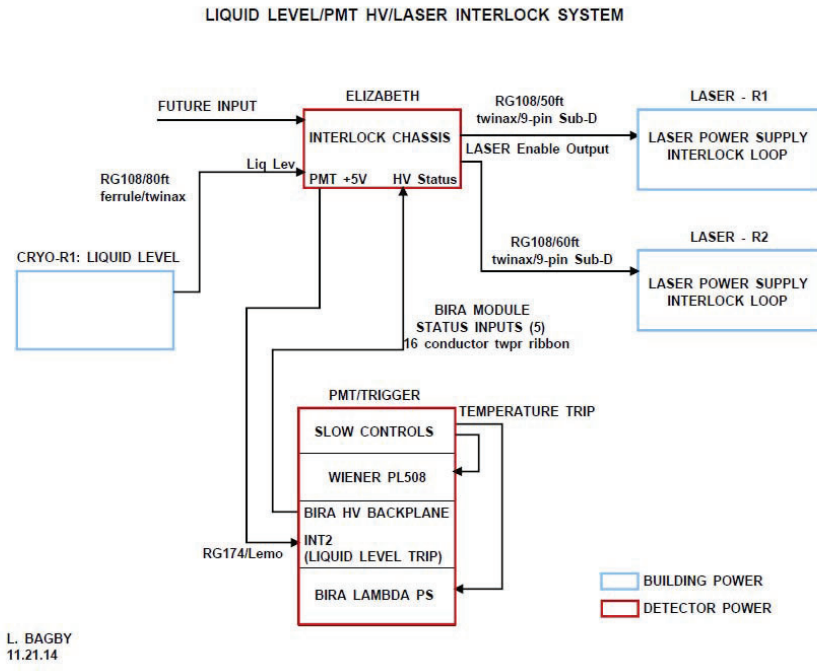 LIQUID LEVEL/PMT HV/LASER INTERLOCK SYSTEM
ELIZABETH
FUTURE INPUT
INTERLOCK CHASSIS
Liq Lev
PMT +5V HV Status
RG108/50ft
twinax/9-pin Sub-D
LASER Enable Output
LASER - R1
LASER POWER SUPPLY
INTERLOCK LOOP
RG108/80ft
ferrule/twinax
CRYO-R1: LIQUID LEVEL
RG108/60ft
twinax/9-pin Sub-D
LASER - R2
LASER POWER SUPPLY
INTERLOCK LOOP
BIRA MODULE
STATUS INPUTS (5)
16 conductor twpr ribbon
PMT/TRIGGER
TEMPERATURE TRIP
SLOW CONTROLS
WIENER PL508
BIRA HV BACKPLANE
RG174/Lemo
INT2
(LIQUID LEVEL TRIP)
BIRA LAMBDA PS
BUILDING POWER
DETECTOR POWER
L. BAGBY
11.21.14